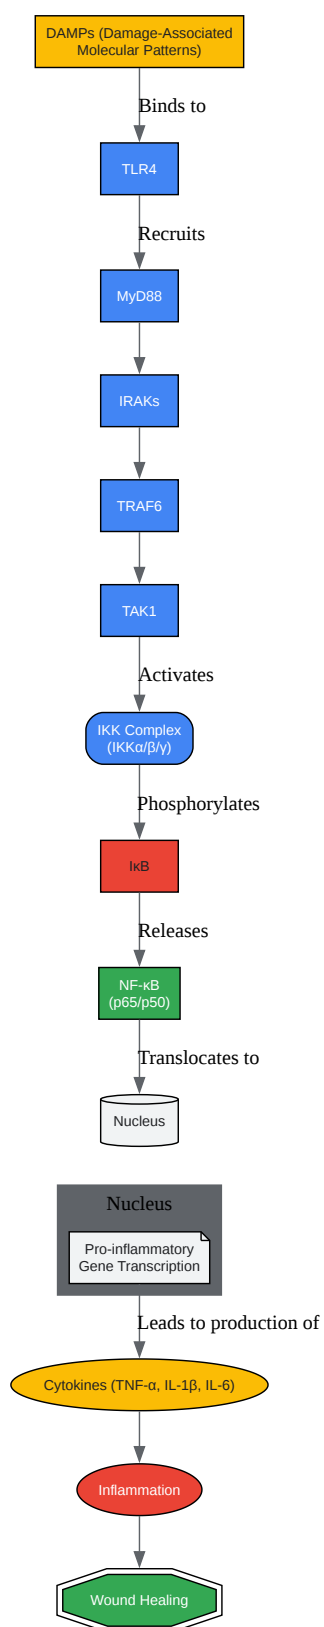 DAMPs (Damage-Associated
Molecular Patterns)
Binds to
TLR4
Recruits
MyD88
IRAKs
TRAF6
TAK1
Activates
IKK Complex
(IKKα/β/γ)
Phosphorylates
IκB
Releases
NF-κB
(p65/p50)
Translocates to
Nucleus
Nucleus
Pro-inflammatory
Gene Transcription
Leads to production of
Cytokines (TNF-α, IL-1β, IL-6)
Inflammation
Wound Healing